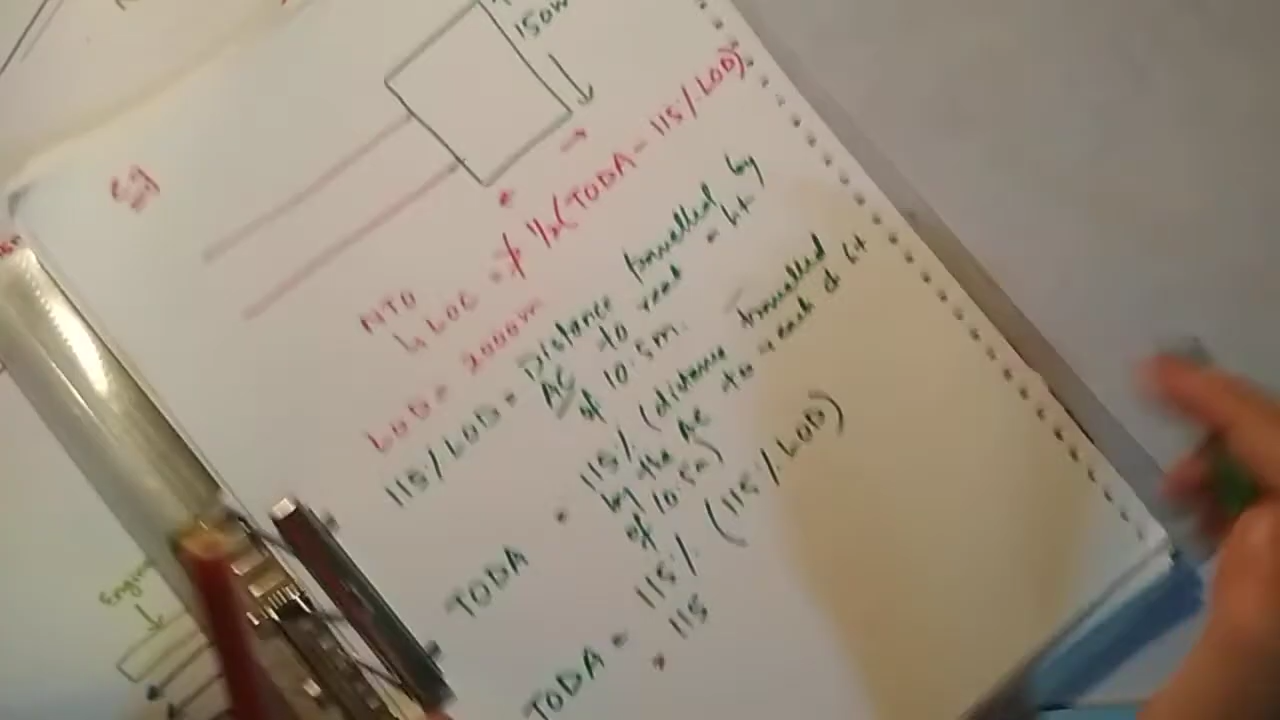 eg
150m
NTO
↳ LOC = ½(TODA - 115% LOD)
LOD = 2000m
115% LOD = Distance travelled by
AC to reach a ht
of 10.5m.
TODA = 115% (distance travelled
by the AC to reach a ht
of 10.5m)
TODA = 115% (115% LOD)
= 115
Engine